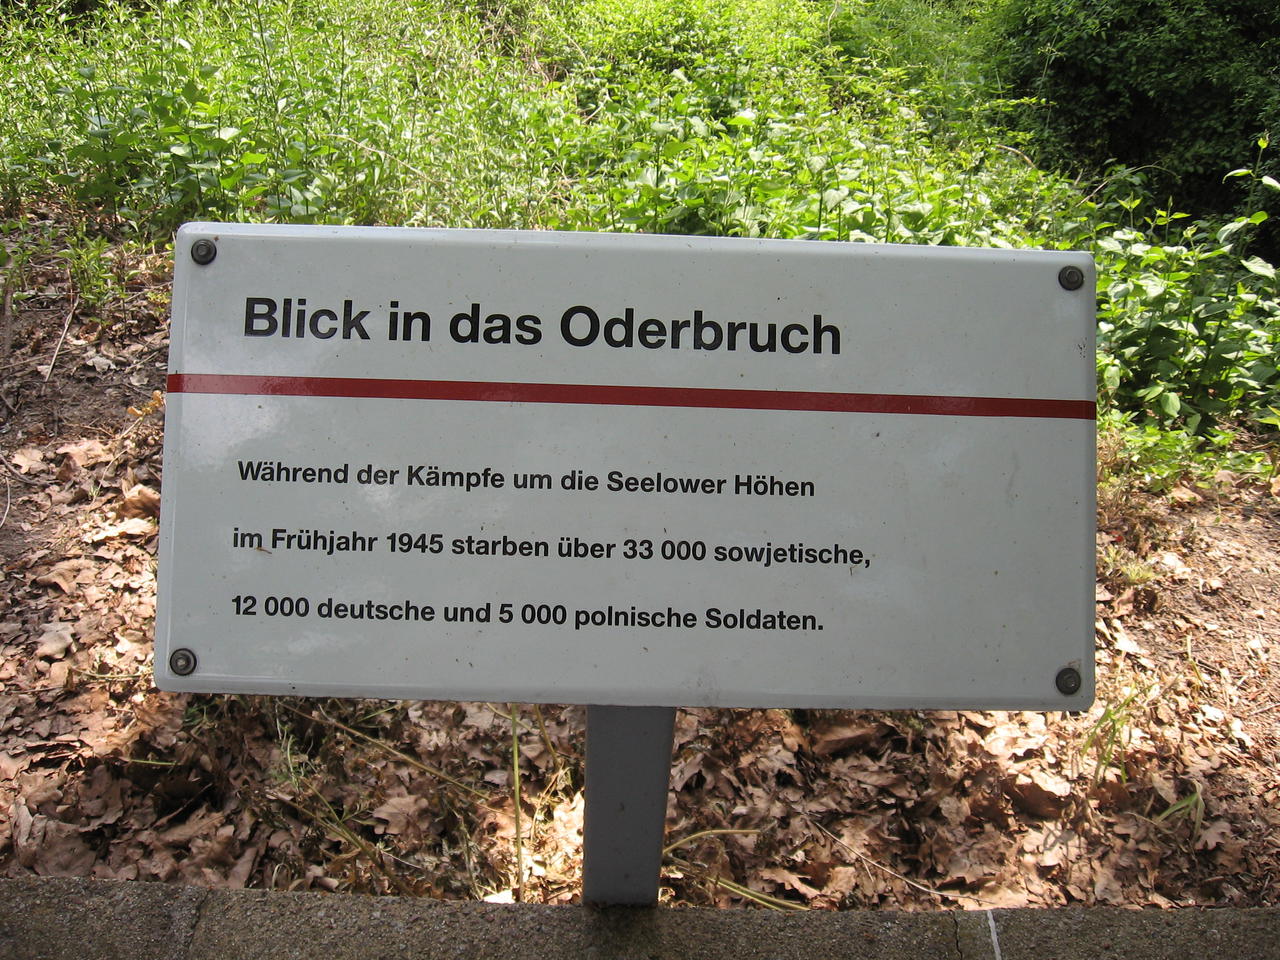 Blick in das Oderbruch
Während der Kämpfe um die Seelower Höhen
im Frühjahr 1945 starben über 33 000 sowjetische,
12 000 deutsche und 5 000 polnische Soldaten.